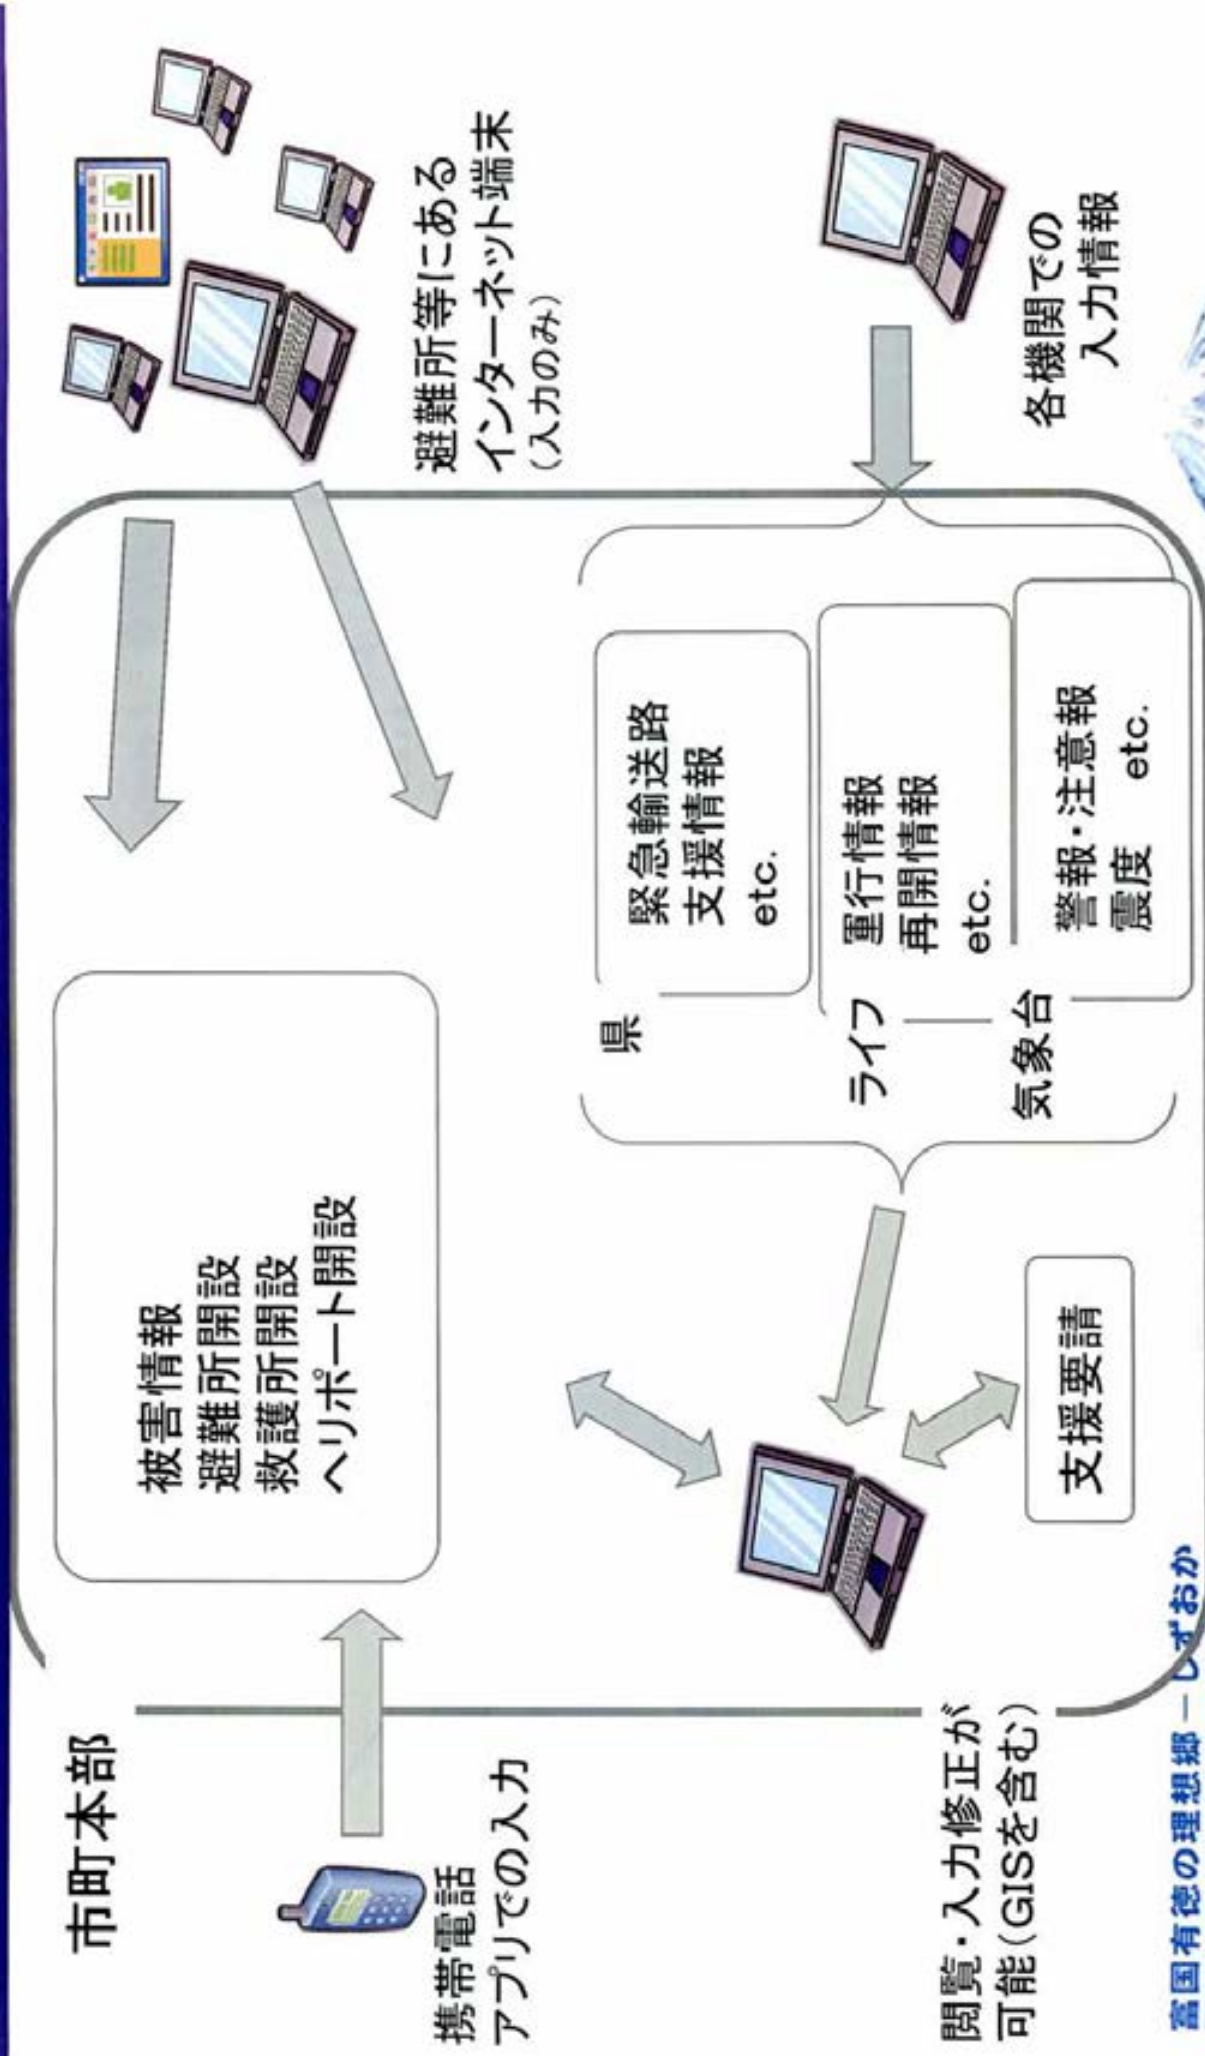 市町本部
携帯電話
アプリでの入力
被害情報
避難所開設
救護所開設
ヘリポート開設
避難所等にある
インターネット端末
(入力のみ)
閲覧・入力修正が
可能(GISを含む)
支援要請
県
緊急輸送路
支援情報
etc.
ライフ
運行情報
再開情報
etc.
気象台
警報・注意報
震度 etc.
各機関での
入力情報
富国有徳の理想郷－しずおか